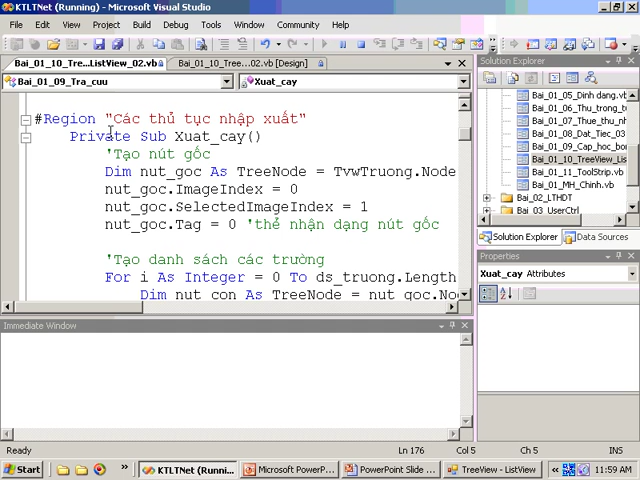 KTLTNet (Running) - Microsoft Visual Studio
File Edit View Project Build Debug Tools Window Community Help
Bai_01_10_Tre...ListView_02.vb Bai_01_10_Tree...02.vb [Design]
Bai_01_09_Tra_cuu Xuat_cay
#Region "Các thủ tục nhập xuất"
Private Sub Xuat_cay()
'Tạo nút gốc
Dim nut_goc As TreeNode = TvwTruong.Node
nut_goc.ImageIndex = 0
nut_goc.SelectedImageIndex = 1
nut_goc.Tag = 0 'thẻ nhận dạng nút gốc
'Tạo danh sách các trường
For i As Integer = 0 To ds_truong.Length
Dim nut_con As TreeNode = nut_goc.No
Solution Explorer
Bai_01_05_Dinh dang.vb
Bai_01_06_Thu_trong_tu
Bai_01_07_Thue_thu_nh
Bai_01_08_Dat_Tiec_03
Bai_01_09_Cap_hoc_bon
Bai_01_10_TreeView_Lis
Bai_01_11_ToolStrip.vb
Bai_01_MH_Chinh.vb
Bai_02_LTHDT
Bai_03_UserCtrl
Solution Explorer Data Sources
Properties
Xuat_cay Attributes
Immediate Window
Ready Ln 176 Col 5 Ch 5 INS
Start KTLTNet (Runni... Microsoft PowerP... PowerPoint Slide ... TreeView - ListView 11:59 AM